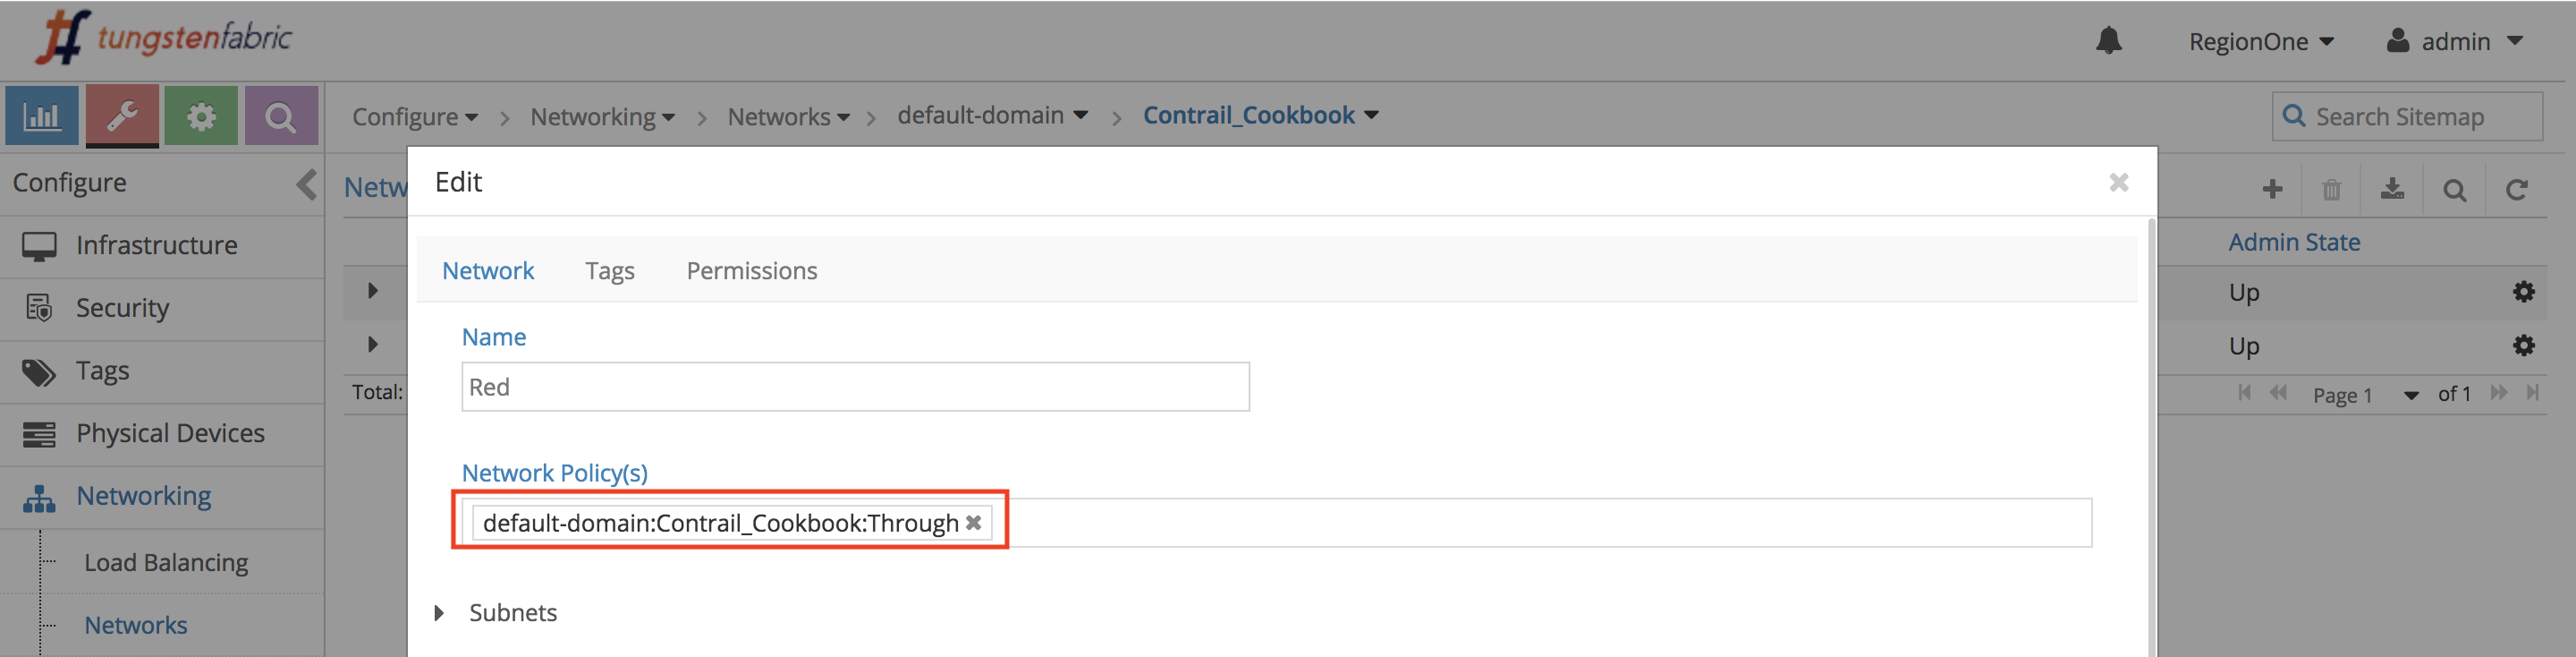 tungstenfabric
RegionOne
admin
Configure
Networking
Networks
default-domain
Contrail_Cookbook
Search Sitemap
Configure
Netw
Edit
Infrastructure
Admin State
Network
Tags
Permissions
Up
Security
Name
Up
Tags
Red
Total:
Page 1
of 1
Physical Devices
Network Policy(s)
Networking
default-domain:Contrail_Cookbook:Through
Load Balancing
Subnets
Networks